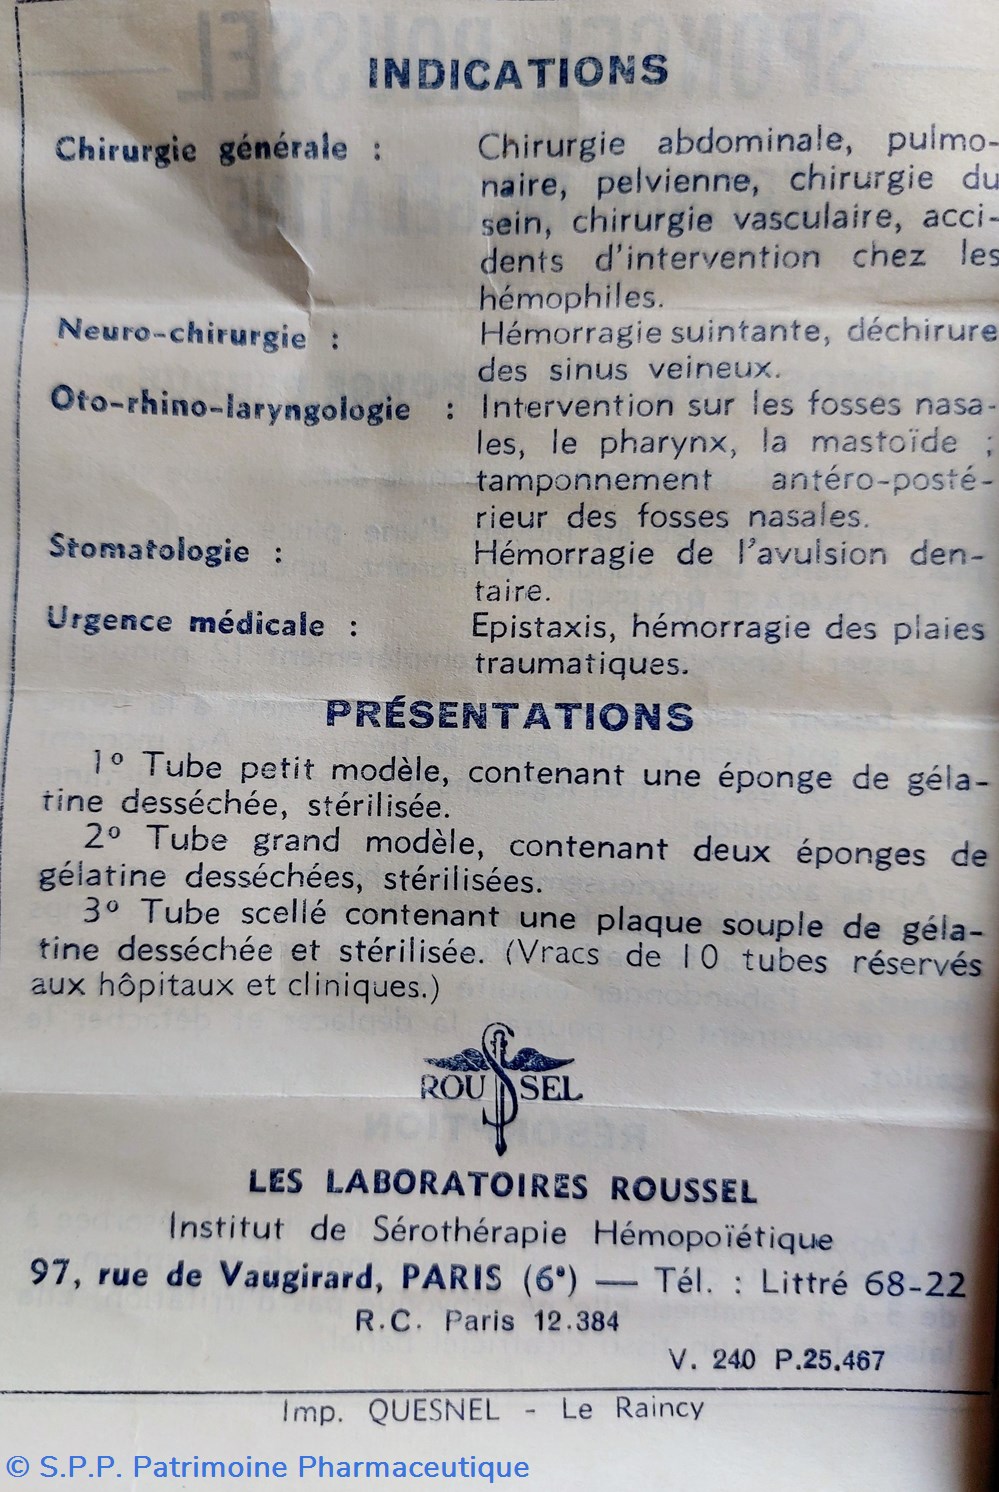 INDICATIONS
Chirurgie générale : Chirurgie abdominale, pulmo-
naire, pelvienne, chirurgie du
sein, chirurgie vasculaire, acci-
dents d'intervention chez les
hémophiles.
Neuro-chirurgie : Hémorragie suintante, déchirure
des sinus veineux.
Oto-rhino-laryngologie : Intervention sur les fosses nasa-
les, le pharynx, la mastoïde ;
tamponnement antéro-posté-
rieur des fosses nasales.
Stomatologie : Hémorragie de l'avulsion den-
taire.
Urgence médicale : Epistaxis, hémorragie des plaies
traumatiques.
PRÉSENTATIONS
1º Tube petit modèle, contenant une éponge de géla-
tine desséchée, stérilisée.
2º Tube grand modèle, contenant deux éponges de
gélatine desséchées, stérilisées.
3º Tube scellé contenant une plaque souple de géla-
tine desséchée et stérilisée. (Vracs de 10 tubes réservés
aux hôpitaux et cliniques.)
ROUSSEL
LES LABORATOIRES ROUSSEL
Institut de Sérothérapie Hémopoïétique
97, rue de Vaugirard, PARIS (6e) — Tél. : Littré 68-22
R.C. Paris 12.384
V. 240 P.25.467
Imp. QUESNEL - Le Raincy
© S.P.P. Patrimoine Pharmaceutique